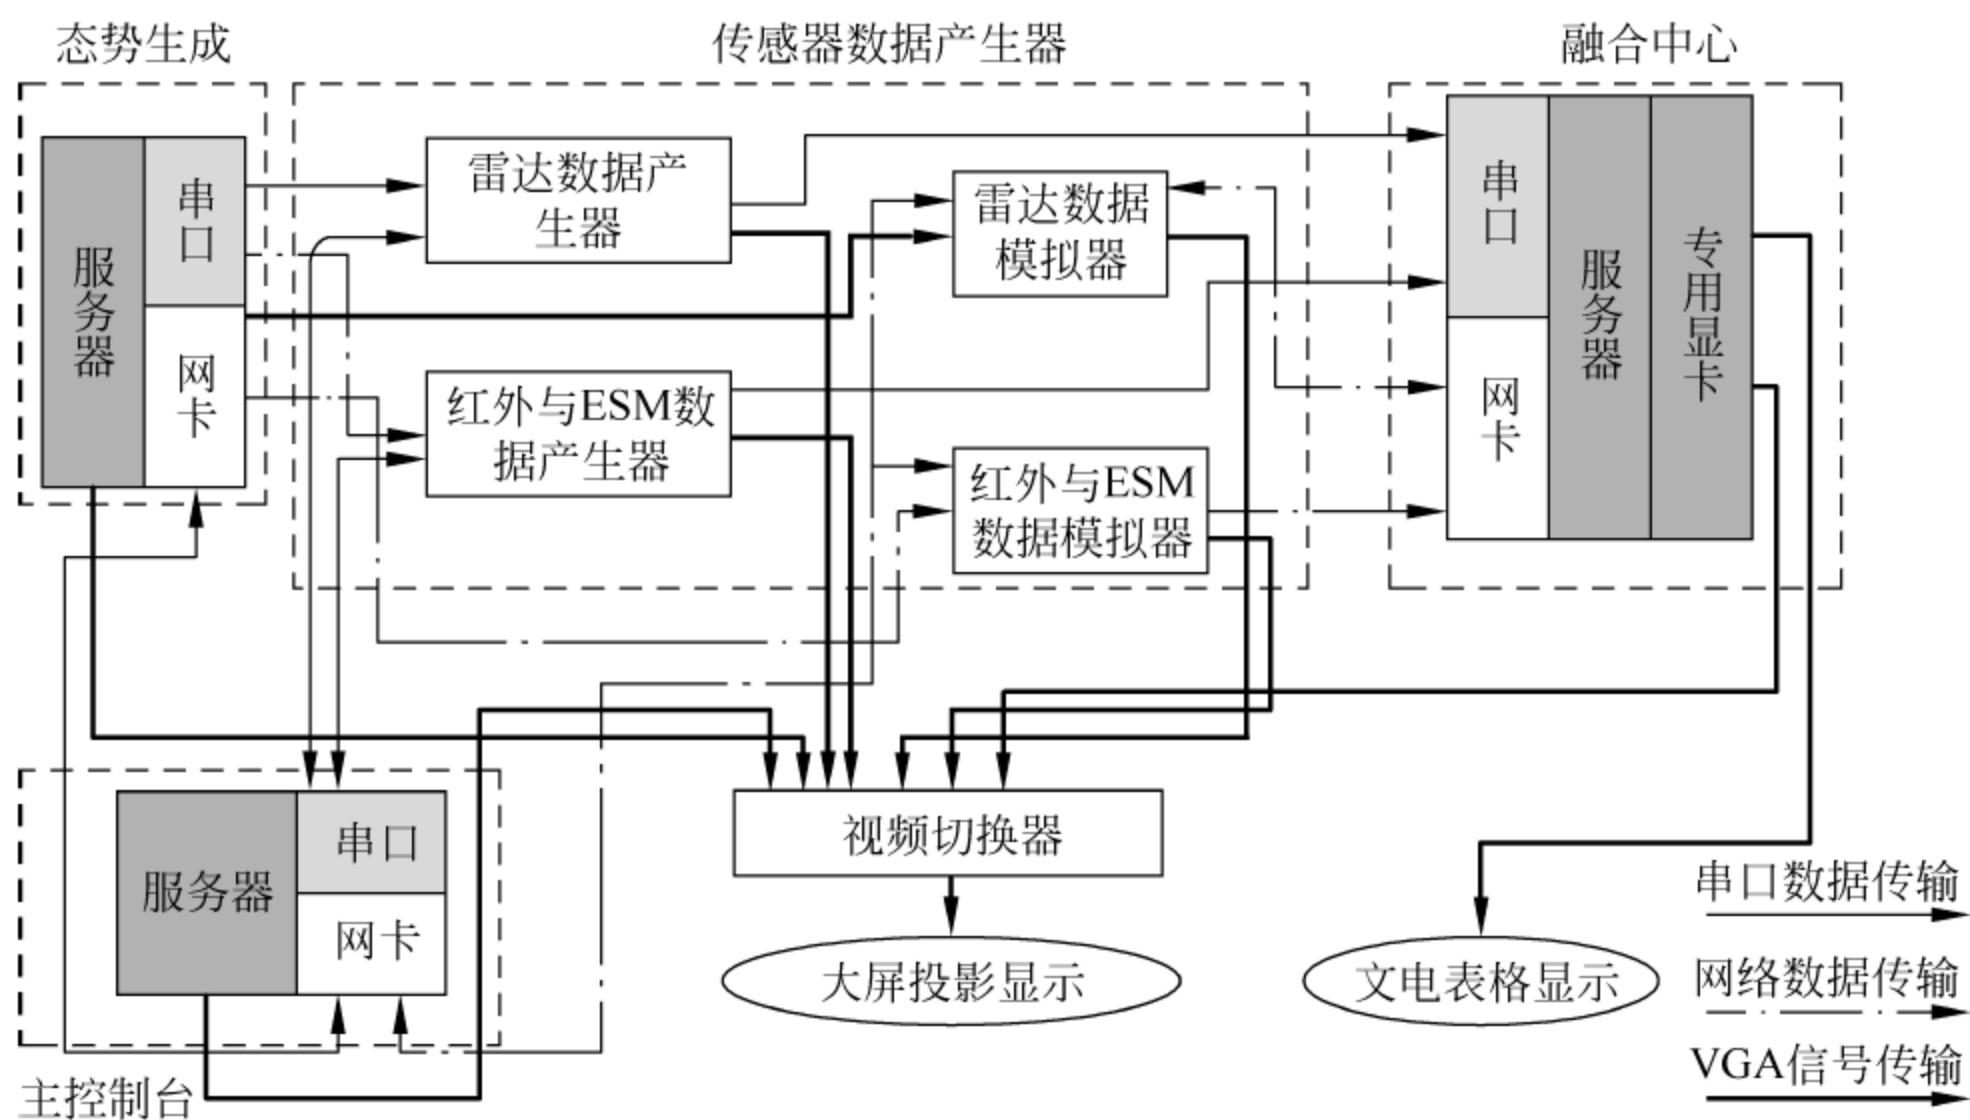 态势生成
传感器数据产生器
融合中心
服务器
串口
网卡
雷达数据产
生器
红外与ESM数
据产生器
雷达数据
模拟器
红外与ESM
数据模拟器
串口
网卡
服务器
专用显卡
服务器
串口
网卡
主控制台
视频切换器
大屏投影显示
文电表格显示
串口数据传输
网络数据传输
VGA信号传输